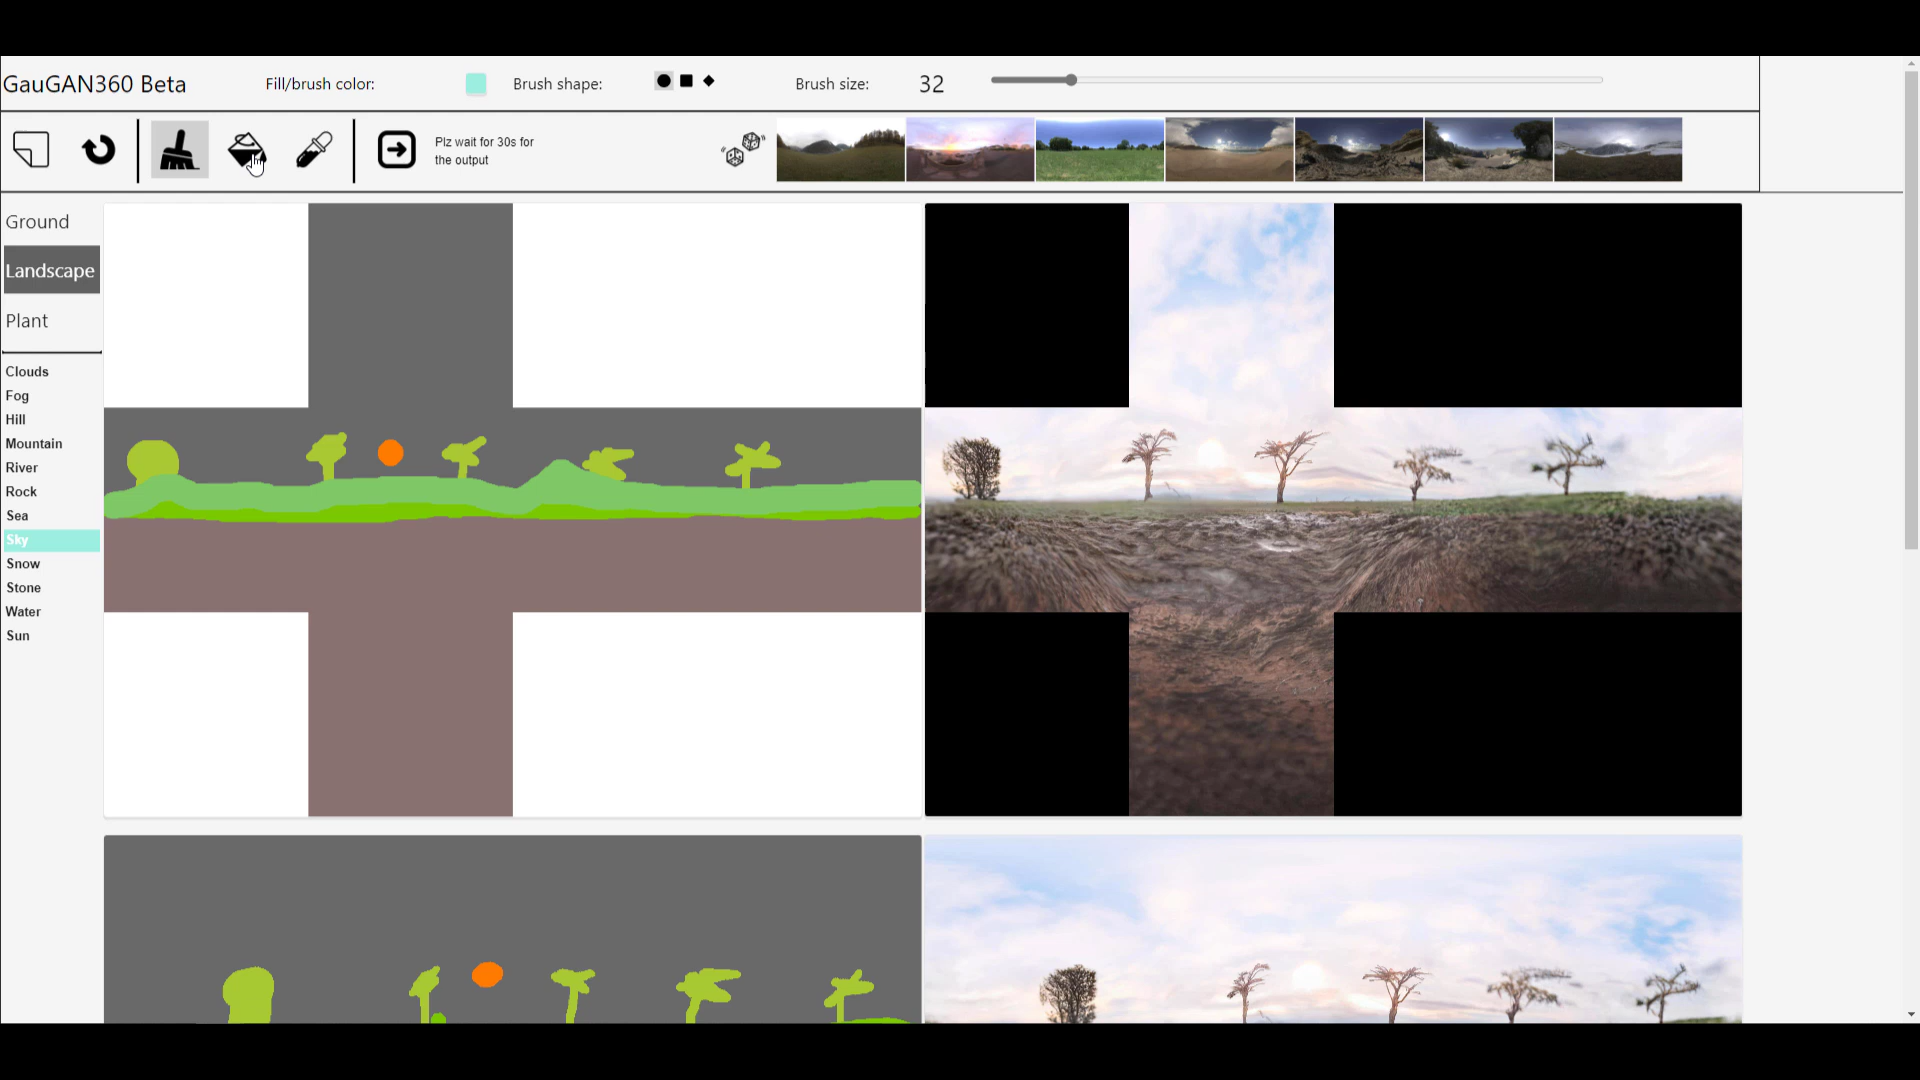 GauGAN360 Beta
Fill/brush color:
Brush shape:
Brush size:
32
Plz wait for 30s for
the output
Ground
Landscape
Plant
Clouds
Fog
Hill
Mountain
River
Rock
Sea
Sky
Snow
Stone
Water
Sun